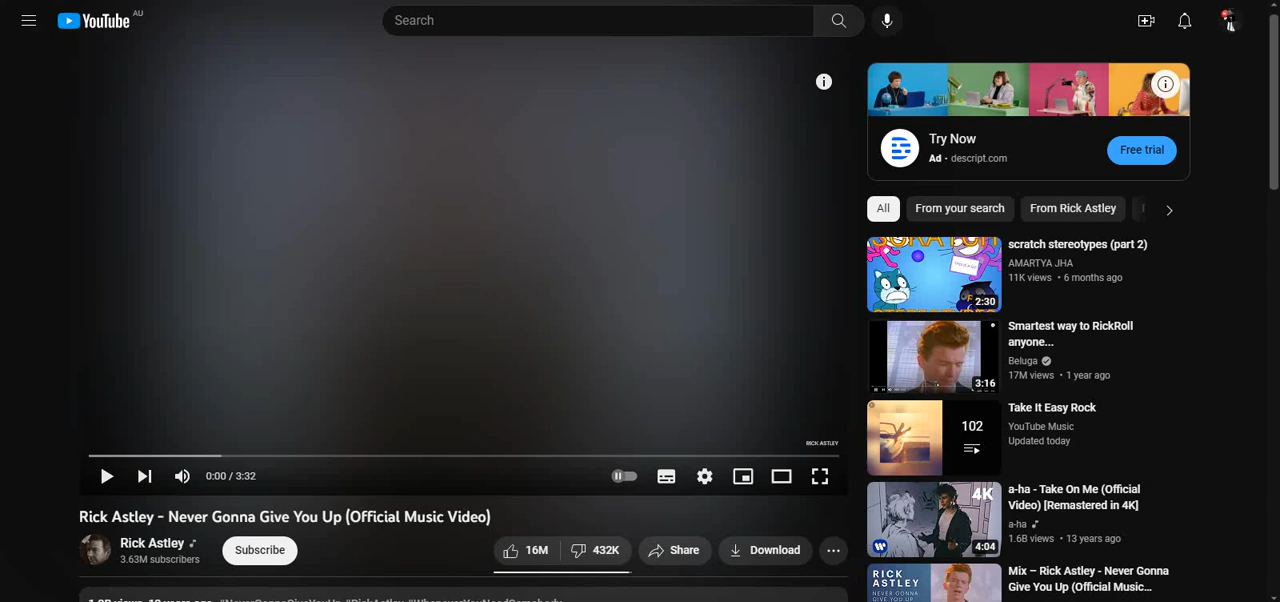 YouTube AU
Search
RICK ASTLEY
0:00 / 3:32
Rick Astley - Never Gonna Give You Up (Official Music Video)
Rick Astley
3.63M subscribers
Subscribe
16M
432K
Share
Download
Try Now
Ad · descript.com
Free trial
All
From your search
From Rick Astley
SCRATCH
2:30
scratch stereotypes (part 2)
AMARTYA JHA
11K views • 6 months ago
3:16
Smartest way to RickRoll
anyone...
Beluga
17M views • 1 year ago
102
Take It Easy Rock
YouTube Music
Updated today
4K
4:04
a-ha - Take On Me (Official
Video) [Remastered in 4K]
a-ha
1.6B views • 13 years ago
RICK
ASTLEY
NEVER GONNA
Mix – Rick Astley - Never Gonna
Give You Up (Official Music...